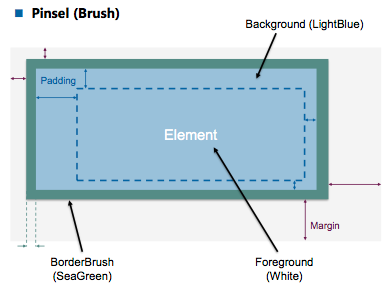 Pinsel (Brush)
Background (LightBlue)
Padding
Element
Margin
BorderBrush
(SeaGreen)
Foreground
(White)